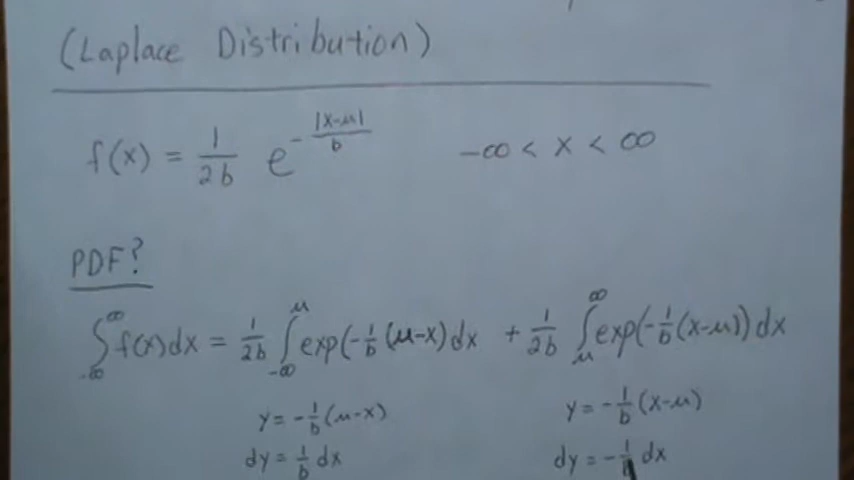 (Laplace Distribution)
f(x) = 1/2b e^-|x-μ|/b   -∞ < x < ∞
PDF?
∫_-∞^∞ f(x)dx = 1/2b ∫_-∞^μ exp(-1/b (μ-x)dx + 1/2b ∫_μ^∞ exp(-1/b (x-μ))dx
y = -1/b (μ-x)   y = -1/b (x-μ)
dy = 1/b dx   dy = -1/b dx